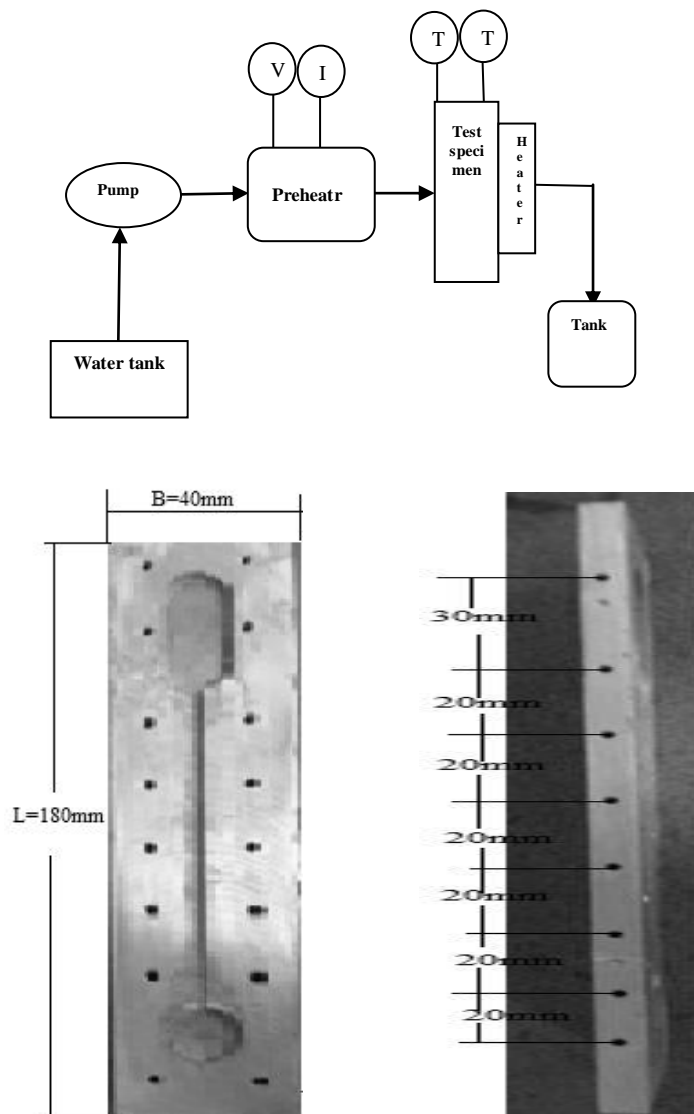 T T
V I
Test
speci
men
H
e
a
t
e
r
Pump
Preheatr
Water tank
Tank
B=40mm
L=180mm
30mm
20mm
20mm
20mm
20mm
20mm
20mm